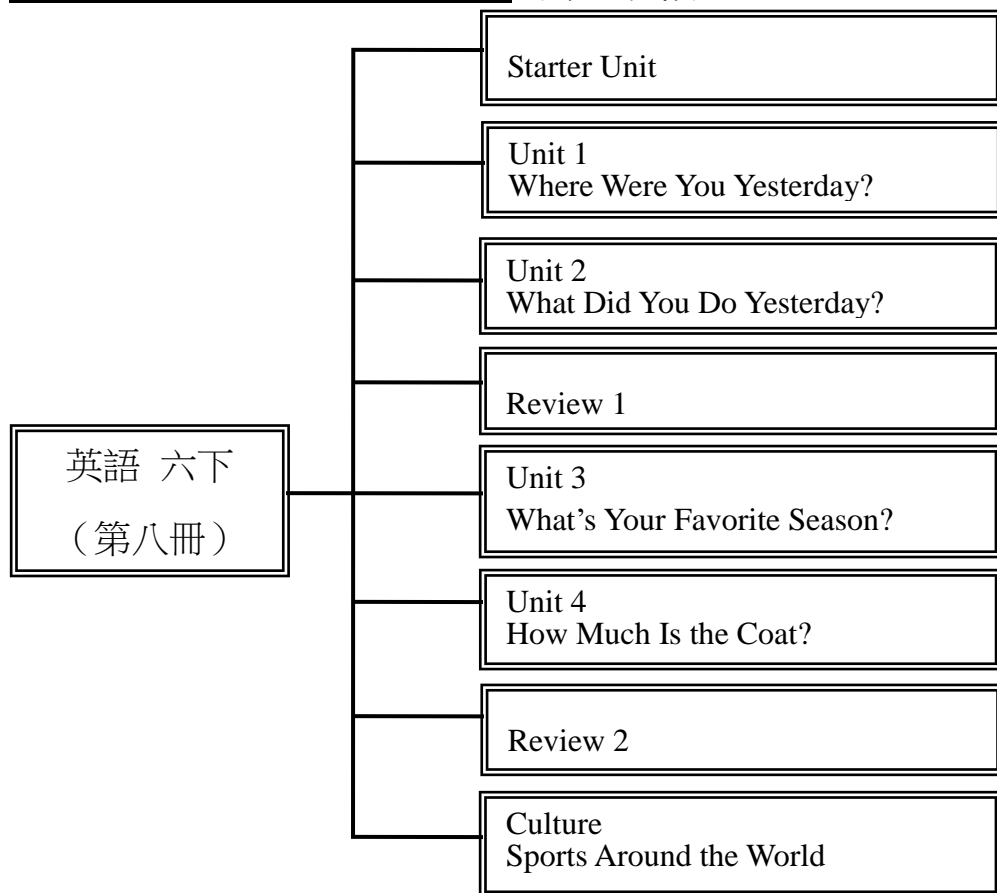 Starter Unit
Unit 1
Where Were You Yesterday?
Unit 2
What Did You Do Yesterday?
Review 1
英語 六下
（第八冊）
Unit 3
What’s Your Favorite Season?
Unit 4
How Much Is the Coat?
Review 2
Culture
Sports Around the World